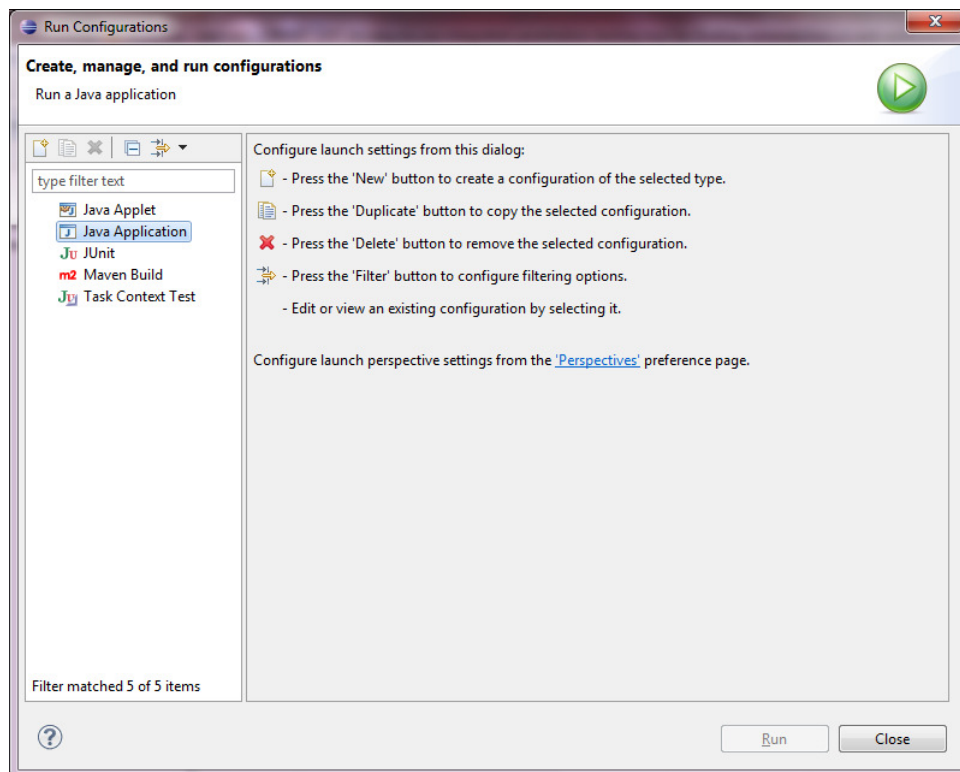 Run Configurations
Create, manage, and run configurations
Run a Java application
type filter text
Java Applet
Java Application
Ju JUnit
m2 Maven Build
Ju Task Context Test
Filter matched 5 of 5 items
Configure launch settings from this dialog:
- Press the 'New' button to create a configuration of the selected type.
- Press the 'Duplicate' button to copy the selected configuration.
- Press the 'Delete' button to remove the selected configuration.
- Press the 'Filter' button to configure filtering options.
- Edit or view an existing configuration by selecting it.
Configure launch perspective settings from the 'Perspectives' preference page.
Run
Close